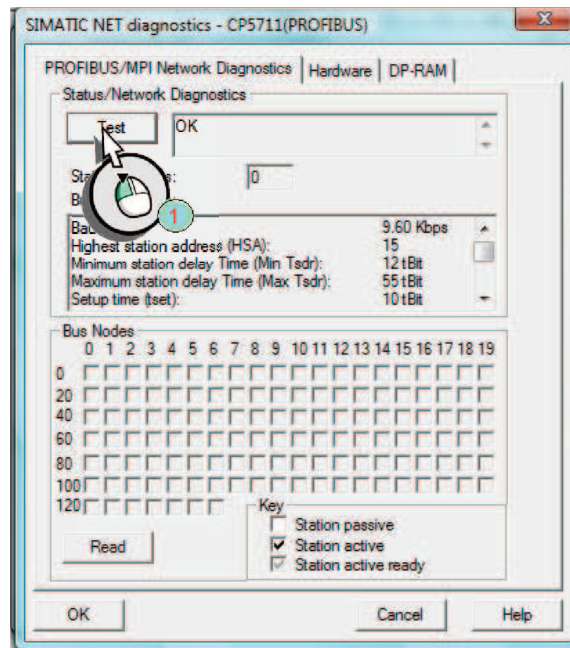 SIMATIC NET diagnostics - CP5711(PROFIBUS)
PROFIBUS/MPI Network Diagnostics Hardware DP-RAM
Status/Network Diagnostics
Test OK
0
1
9.60 Kbps
Highest station address (HSA): 15
Minimum station delay Time (Min Tsdr): 12 tBit
Maximum station delay Time (Max Tsdr): 55 tBit
Setup time (tset): 10 tBit
Bus Nodes
0 1 2 3 4 5 6 7 8 9 10 11 12 13 14 15 16 17 18 19
0
20
40
60
80
100
120
Key
Station passive
Read Station active
Station active ready
OK Cancel Help